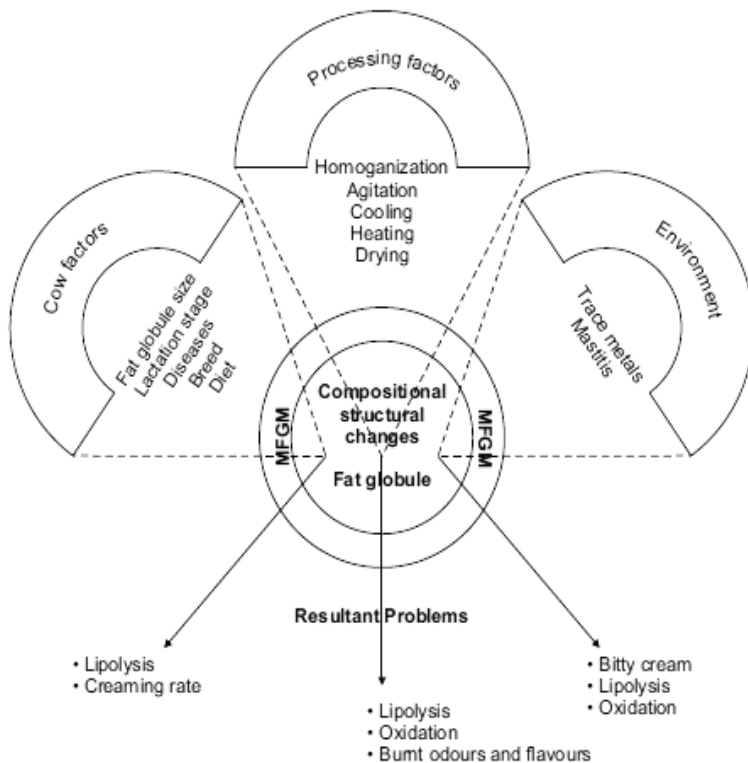 Processing factors
Homoganization
Agitation
Cooling
Heating
Drying
Cow factors
Fat globule size
Lactation stage
Diseases
Breed
Diet
Environment
Trace metals
Mastitis
Compositional
structural
changes
MFGM
MFGM
Fat globule
Resultant Problems
• Lipolysis
• Creaming rate
• Lipolysis
• Oxidation
• Burnt odours and flavours
• Bitty cream
• Lipolysis
• Oxidation